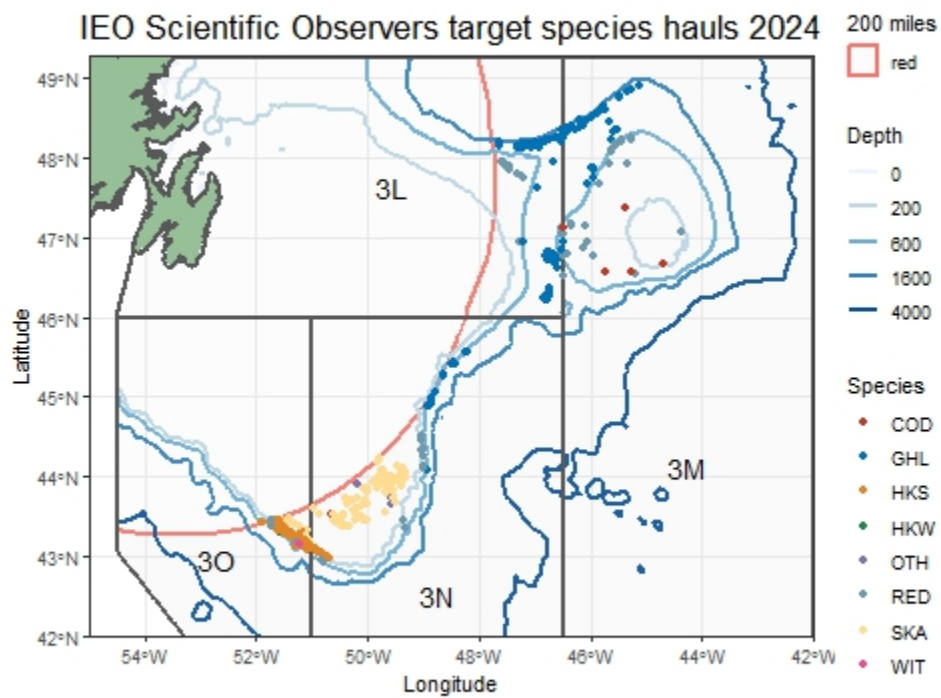 IEO Scientific Observers target species hauls 2024
200 miles
red
Depth
0
200
600
1600
4000
Species
COD
GHL
HKS
HKW
OTH
RED
SKA
WIT
49°N
48°N
47°N
46°N
45°N
44°N
43°N
42°N
Latitude
3L
3M
3O
3N
54°W
52°W
50°W
48°W
46°W
44°W
42°W
Longitude